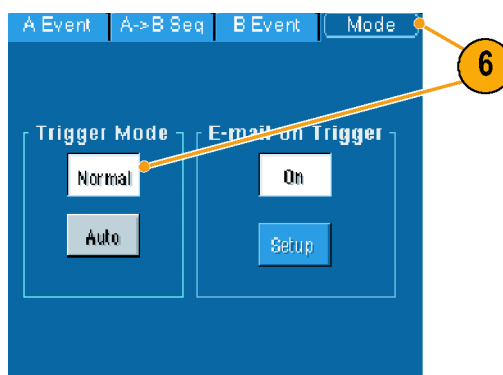 A Event A->B Seq B Event Mode
6
Trigger Mode E-mail on Trigger
Normal On
Auto Setup